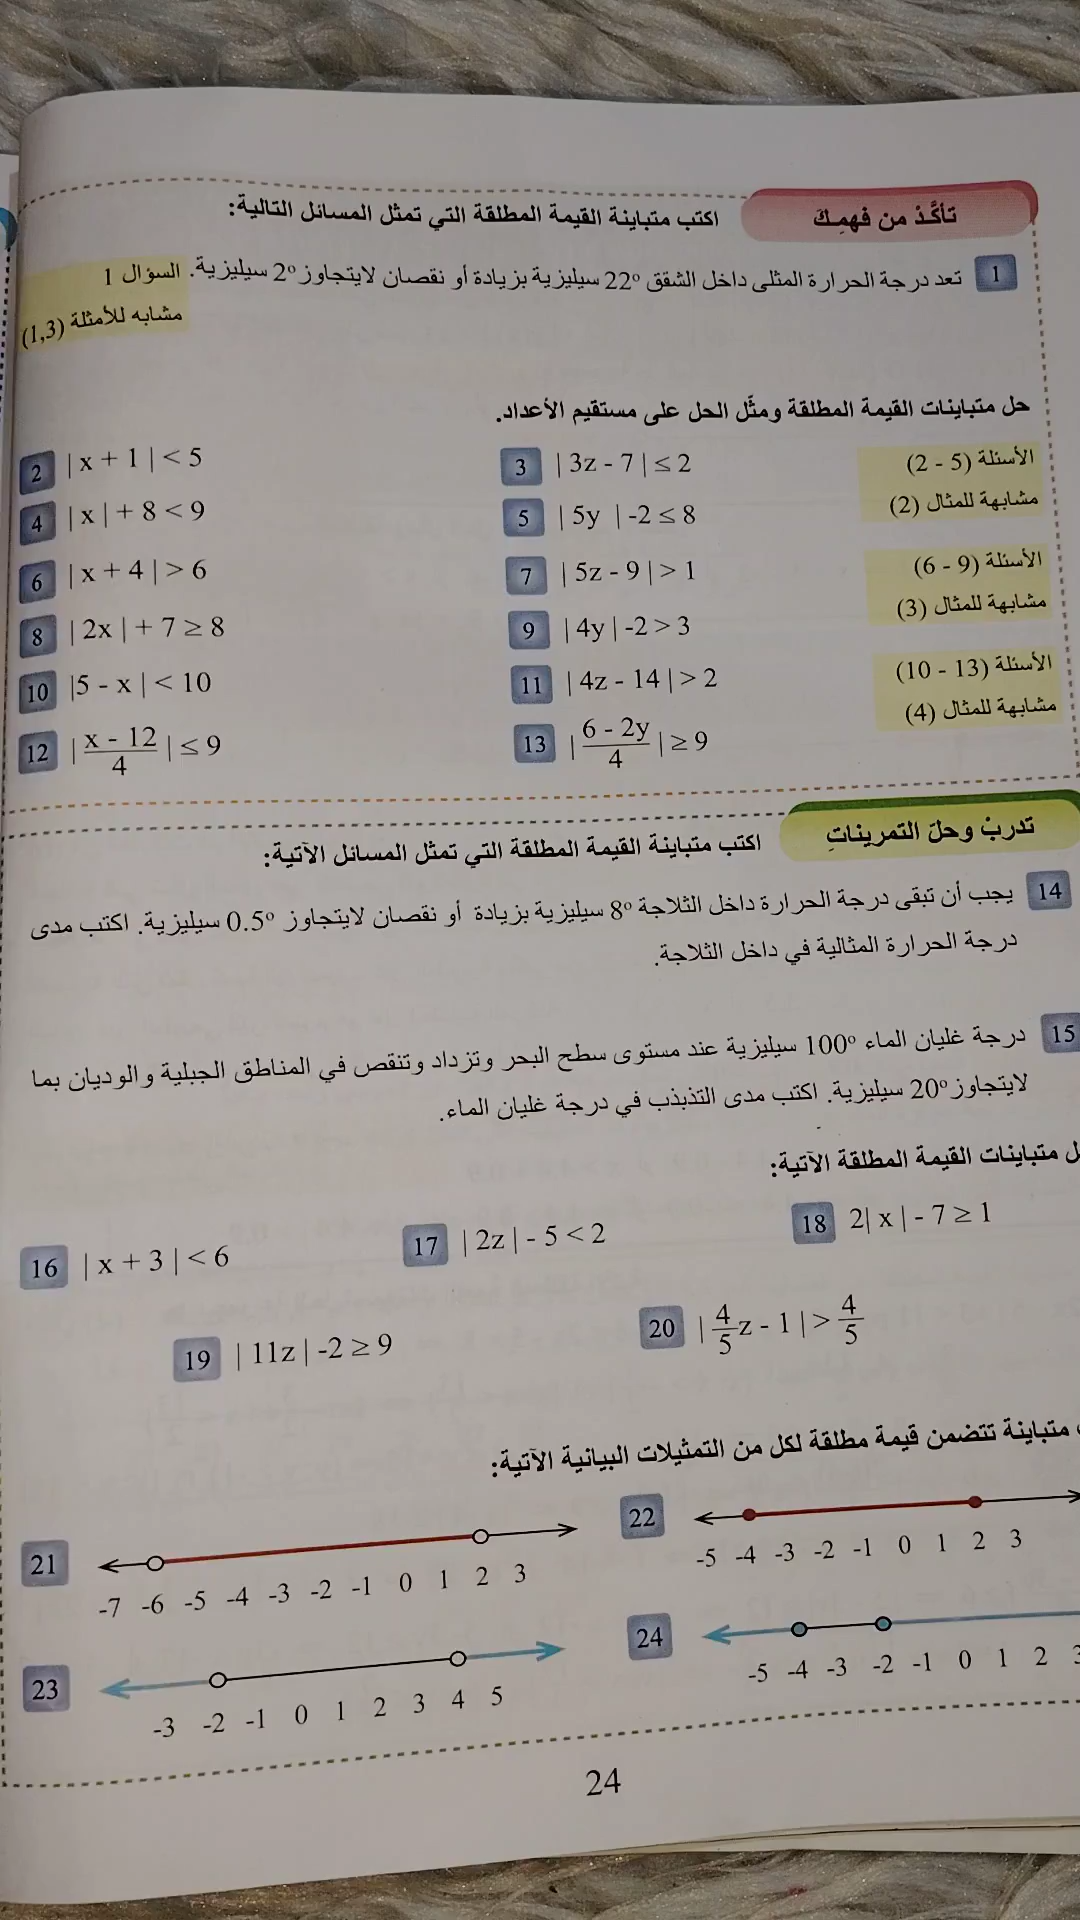 تأكَّدْ من فهمِكَ
اكتب متباينة القيمة المطلقة التي تمثل المسائل التالية:
1 تعد درجة الحرارة المثلى داخل الشقق 22° سيليزية بزيادة أو نقصان لايتجاوز 2° سيليزية.
السؤال 1
مشابه للأمثلة (1,3)
حل متباينات القيمة المطلقة ومثّل الحل على مستقيم الأعداد.
2 | x + 1 | < 5
3 | 3z - 7 | ≤ 2
الأسئلة (2 - 5)
4 | x | + 8 < 9
5 | 5y | -2 ≤ 8
مشابهة للمثال (2)
6 | x + 4 | > 6
7 | 5z - 9 | > 1
الأسئلة (6 - 9)
مشابهة للمثال (3)
8 | 2x | + 7 ≥ 8
9 | 4y | -2 > 3
10 |5 - x | < 10
11 | 4z - 14 | > 2
الأسئلة (10 - 13)
مشابهة للمثال (4)
12 | (x - 12)/4 | ≤ 9
13 | (6 - 2y)/4 | ≥ 9
تدربْ وحلّ التمريناتِ
اكتب متباينة القيمة المطلقة التي تمثل المسائل الآتية:
14 يجب أن تبقى درجة الحرارة داخل الثلاجة 8° سيليزية بزيادة أو نقصان لايتجاوز 0.5° سيليزية. اكتب مدى
درجة الحرارة المثالية في داخل الثلاجة.
15 درجة غليان الماء 100° سيليزية عند مستوى سطح البحر وتزداد وتنقص في المناطق الجبلية والوديان بما
لايتجاوز 20° سيليزية. اكتب مدى التذبذب في درجة غليان الماء.
متباينات القيمة المطلقة الآتية:
16 | x + 3 | < 6
17 | 2z | - 5 < 2
18 2| x | - 7 ≥ 1
19 | 11z | -2 ≥ 9
20 | 4/5 z - 1 | > 4/5
متباينة تتضمن قيمة مطلقة لكل من التمثيلات البيانية الآتية:
21
-7 -6 -5 -4 -3 -2 -1 0 1 2 3
22
-5 -4 -3 -2 -1 0 1 2 3
23
-3 -2 -1 0 1 2 3 4 5
24
-5 -4 -3 -2 -1 0 1 2
24